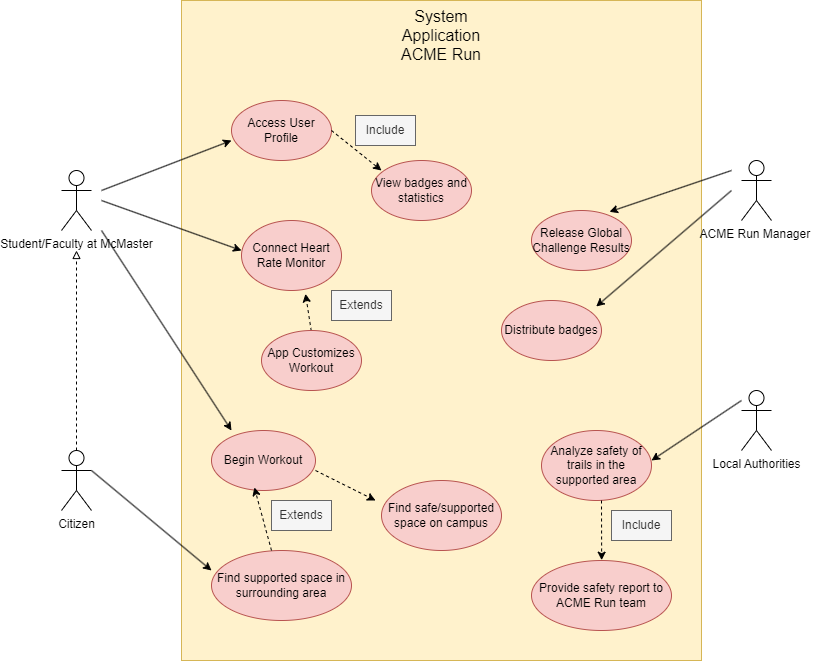 System
Application
ACME Run
Access User
Profile
Include
View badges and
statistics
Student/Faculty at McMaster
Connect Heart
Rate Monitor
Release Global
Challenge Results
ACME Run Manager
Extends
App Customizes
Workout
Distribute badges
Begin Workout
Analyze safety of
trails in the
supported area
Local Authorities
Citizen
Extends
Find safe/supported
space on campus
Include
Find supported space in
surrounding area
Provide safety report to
ACME Run team